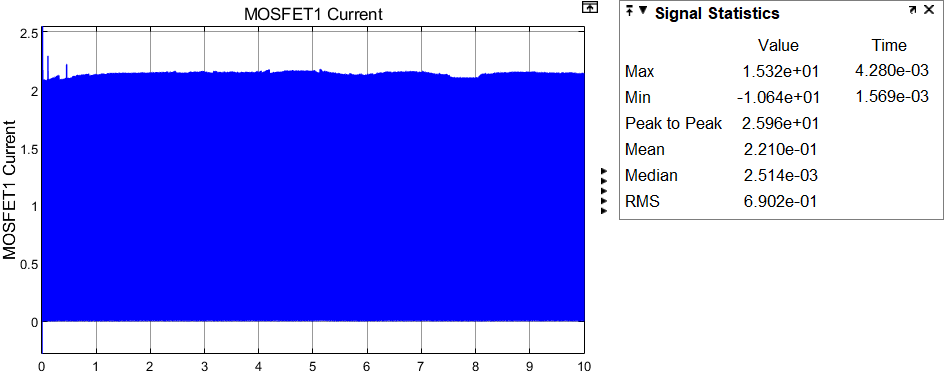 MOSFET1 Current
MOSFET1 Current
2.5
2
1.5
1
0.5
0
0 1 2 3 4 5 6 7 8 9 10
Signal Statistics
Value Time
Max 1.532e+01 4.280e-03
Min -1.064e+01 1.569e-03
Peak to Peak 2.596e+01
Mean 2.210e-01
Median 2.514e-03
RMS 6.902e-01